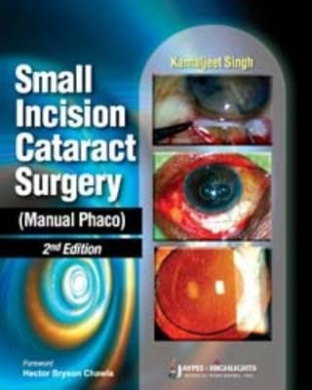 Kamaljeet Singh
Small
Incision
Cataract
Surgery
(Manual Phaco)
2nd Edition
Foreword
Hector Bryson Chawla
JAYPEE - HIGHLIGHTS